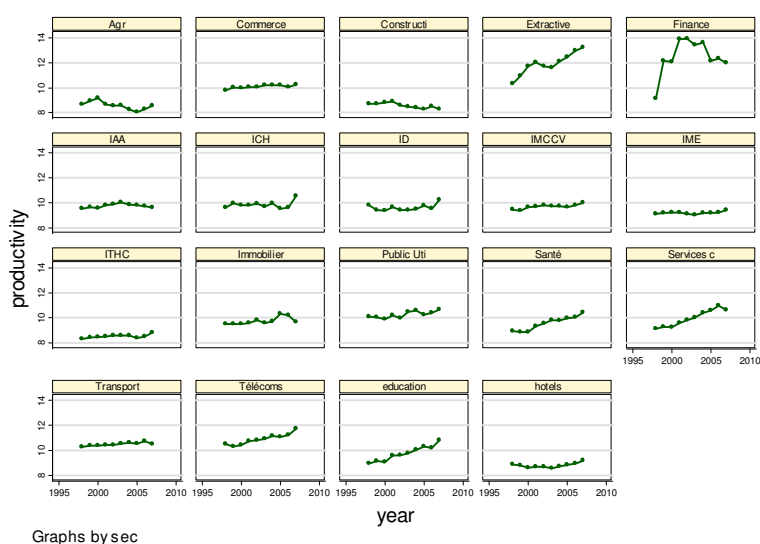 Agr Commerce Constructi Extractive Finance
14
12
10
8
IAA ICH ID IMCCV IME
14
12
10
8
ITHC Immobilier Public Uti Santé Services c
14
12
10
8
1995 2000 2005 2010
Transport Télécoms education hotels
14
12
10
8
1995 2000 2005 2010 1995 2000 2005 2010 1995 2000 2005 2010 1995 2000 2005 2010
productivity
year
Graphs by sec